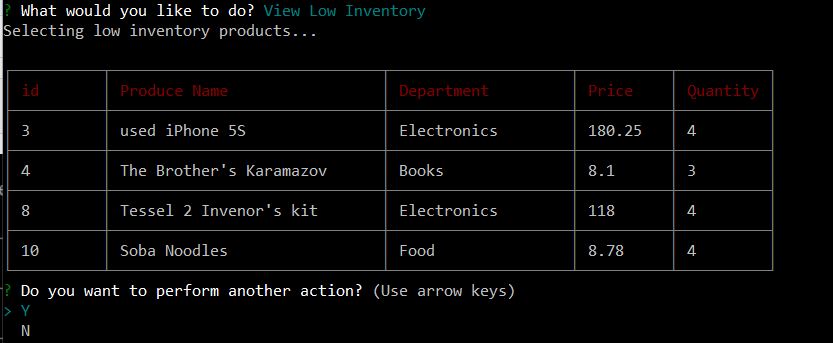 ? What would you like to do? View Low Inventory
Selecting low inventory products...
id Produce Name Department Price Quantity
3 used iPhone 5S Electronics 180.25 4
4 The Brother's Karamazov Books 8.1 3
8 Tessel 2 Invenor's kit Electronics 118 4
10 Soba Noodles Food 8.78 4
? Do you want to perform another action? (Use arrow keys)
> Y
N